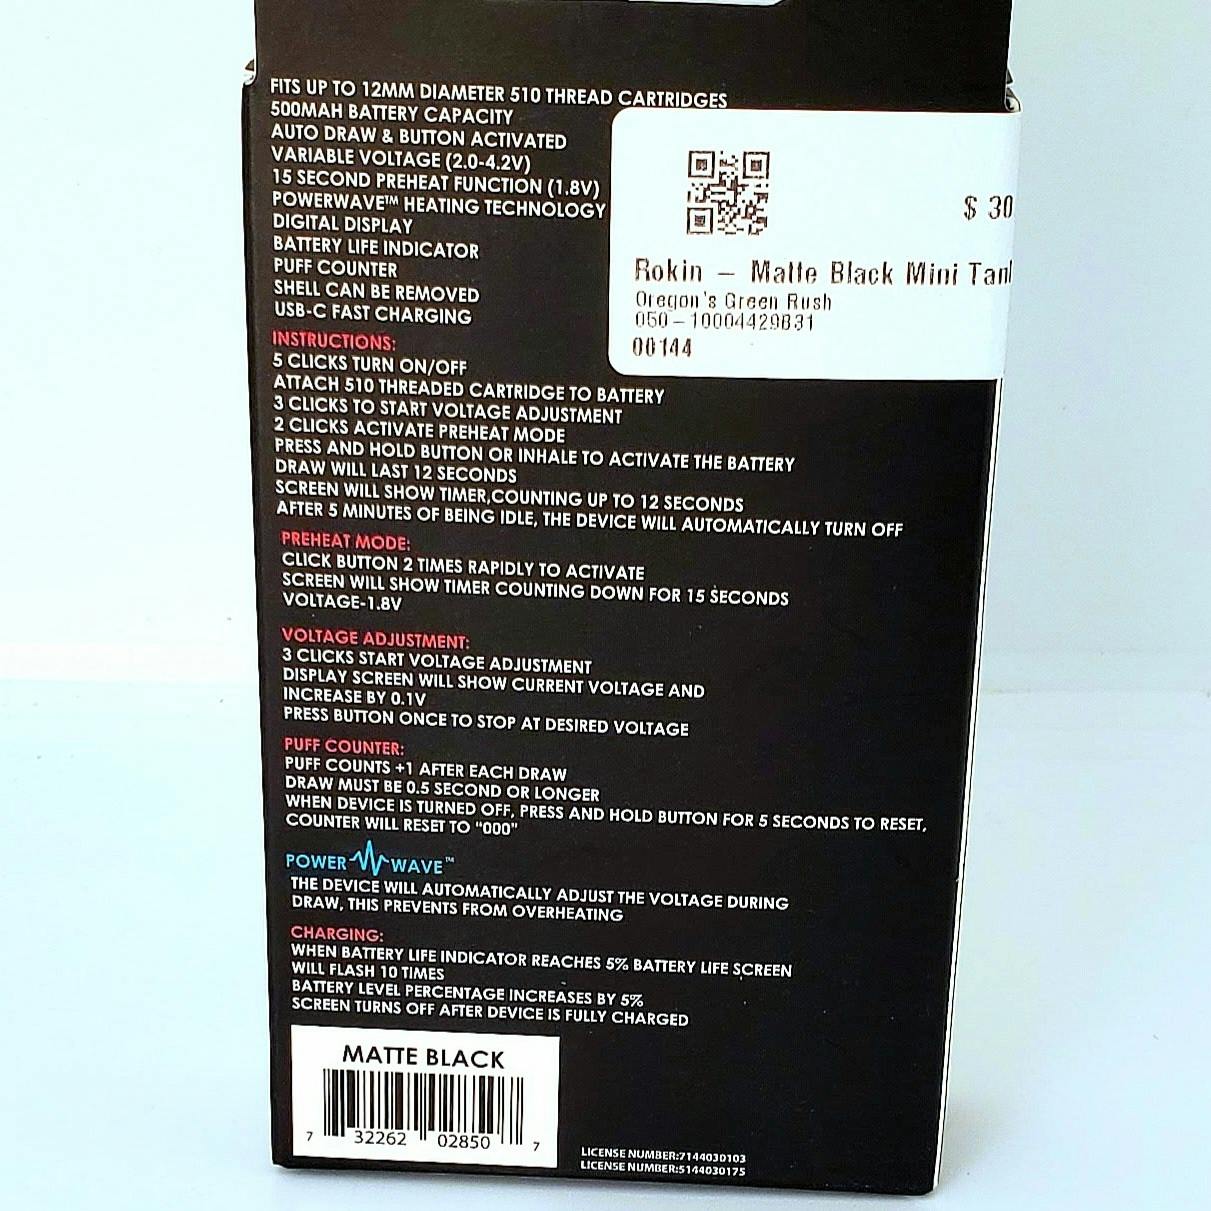 FITS UP TO 12MM DIAMETER 510 THREAD CARTRIDGES
500MAH BATTERY CAPACITY
AUTO DRAW & BUTTON ACTIVATED
VARIABLE VOLTAGE (2.0-4.2V)
15 SECOND PREHEAT FUNCTION (1.8V)
POWERWAVE™ HEATING TECHNOLOGY
DIGITAL DISPLAY
BATTERY LIFE INDICATOR
PUFF COUNTER
SHELL CAN BE REMOVED
USB-C FAST CHARGING
$ 30
Rokin – Matte Black Mini Tan
Oregon's Green Rush
050-10004429831
00144
INSTRUCTIONS:
5 CLICKS TURN ON/OFF
ATTACH 510 THREADED CARTRIDGE TO BATTERY
3 CLICKS TO START VOLTAGE ADJUSTMENT
2 CLICKS ACTIVATE PREHEAT MODE
PRESS AND HOLD BUTTON OR INHALE TO ACTIVATE THE BATTERY
DRAW WILL LAST 12 SECONDS
SCREEN WILL SHOW TIMER,COUNTING UP TO 12 SECONDS
AFTER 5 MINUTES OF BEING IDLE, THE DEVICE WILL AUTOMATICALLY TURN OFF
PREHEAT MODE:
CLICK BUTTON 2 TIMES RAPIDLY TO ACTIVATE
SCREEN WILL SHOW TIMER COUNTING DOWN FOR 15 SECONDS
VOLTAGE-1.8V
VOLTAGE ADJUSTMENT:
3 CLICKS START VOLTAGE ADJUSTMENT
DISPLAY SCREEN WILL SHOW CURRENT VOLTAGE AND
INCREASE BY 0.1V
PRESS BUTTON ONCE TO STOP AT DESIRED VOLTAGE
PUFF COUNTER:
PUFF COUNTS +1 AFTER EACH DRAW
DRAW MUST BE 0.5 SECOND OR LONGER
WHEN DEVICE IS TURNED OFF, PRESS AND HOLD BUTTON FOR 5 SECONDS TO RESET,
COUNTER WILL RESET TO "000"
POWER WAVE™
THE DEVICE WILL AUTOMATICALLY ADJUST THE VOLTAGE DURING
DRAW, THIS PREVENTS FROM OVERHEATING
CHARGING:
WHEN BATTERY LIFE INDICATOR REACHES 5% BATTERY LIFE SCREEN
WILL FLASH 10 TIMES
BATTERY LEVEL PERCENTAGE INCREASES BY 5%
SCREEN TURNS OFF AFTER DEVICE IS FULLY CHARGED
MATTE BLACK
7 32262 02850 7
LICENSE NUMBER:7144030103
LICENSE NUMBER:5144030175